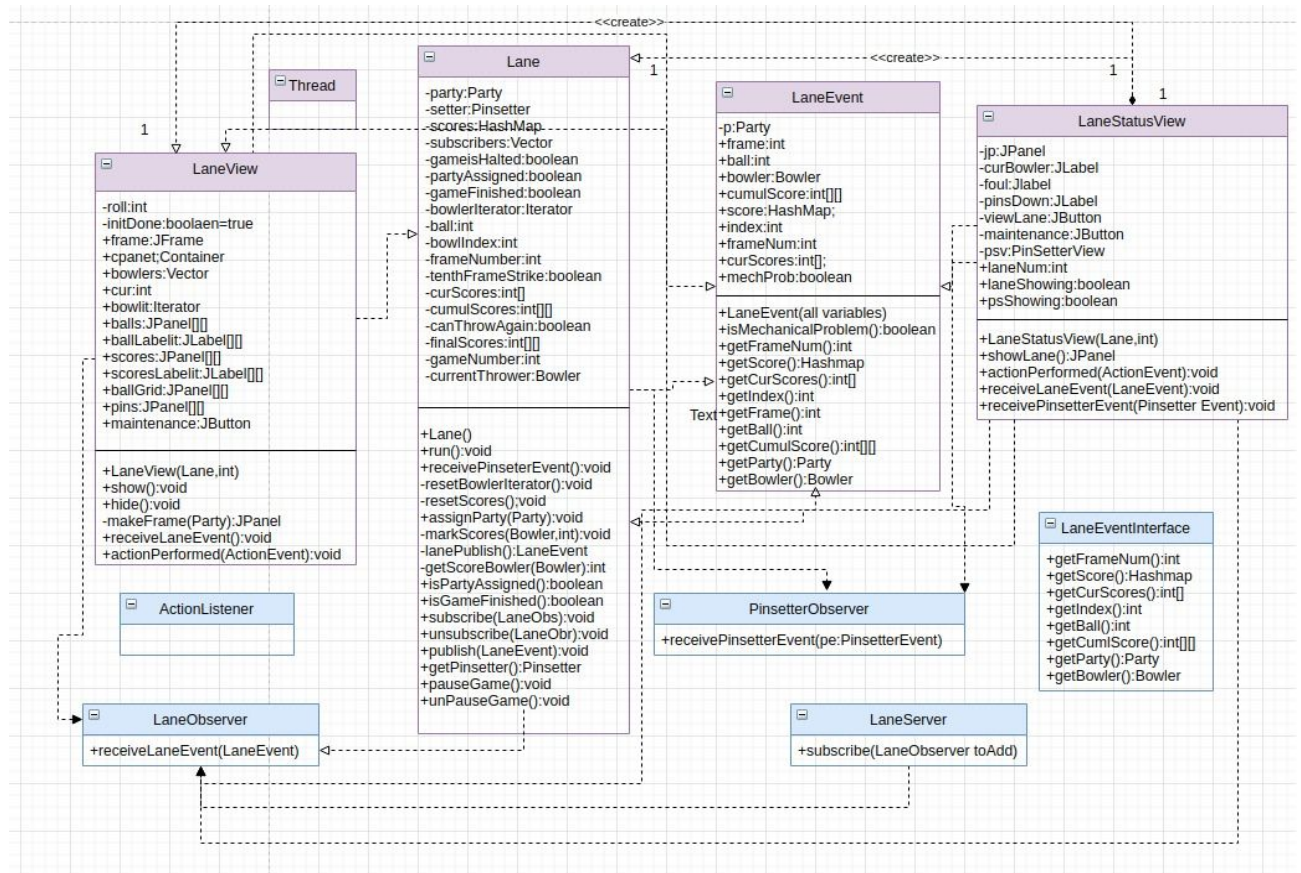 <<create>>
<<create>>
1
1
1
1
Thread
LaneView
-roll:int
-initDone:boolaen=true
+frame:JFrame
+cpanet;Container
+bowlers:Vector
+cur:int
+bowlit:Iterator
+balls:JPanel[][]
+ballLabelit:JLabel[][]
+scores:JPanel[][]
+scoresLabelit:JLabel[][]
+ballGrid:JPanel[][]
+pins:JPanel[][]
+maintenance:JButton
+LaneView(Lane,int)
+show():void
+hide():void
-makeFrame(Party):JPanel
+receiveLaneEvent():void
+actionPerformed(ActionEvent):void
Lane
-party:Party
-setter:Pinsetter
-scores:HashMap
-subscribers:Vector
-gameisHalted:boolean
-partyAssigned:boolean
-gameFinished:boolean
-bowlerIterator:Iterator
-ball:int
-bowlIndex:int
-frameNumber:int
-tenthFrameStrike:boolean
-curScores:int[]
-cumulScores:int[][]
-canThrowAgain:boolean
-finalScores:int[][]
-gameNumber:int
-currentThrower:Bowler
+Lane()
+run():void
+receivePinseterEvent():void
-resetBowlerIterator():void
-resetScores();void
+assignParty(Party):void
-markScores(Bowler,int):void
-lanePublish():LaneEvent
-getScoreBowler(Bowler):int
+isPartyAssigned():boolean
+isGameFinished():boolean
+subscribe(LaneObs):void
+unsubscribe(LaneObr):void
+publish(LaneEvent):void
+getPinsetter():Pinsetter
+pauseGame():void
+unPauseGame():void
LaneEvent
-p:Party
+frame:int
+ball:int
+bowler:Bowler
+cumulScore:int[][]
+score:HashMap;
+index:int
+frameNum:int
+curScores:int[];
+mechProb:boolean
+LaneEvent(all variables)
+isMechanicalProblem():boolean
+getFrameNum():int
+getScore():Hashmap
+getCurScores():int[]
+getIndex():int
+getFrame():int
+getBall():int
+getCumulScore():int[][]
+getParty():Party
+getBowler():Bowler
Text
LaneStatusView
-jp:JPanel
-curBowler:JLabel
-foul:Jlabel
-pinsDown:JLabel
-viewLane:JButton
-maintenance:JButton
-psv:PinSetterView
+laneNum:int
+laneShowing:boolean
+psShowing:boolean
+LaneStatusView(Lane,int)
+showLane():JPanel
+actionPerformed(ActionEvent):void
+receiveLaneEvent(LaneEvent):void
+receivePinsetterEvent(Pinsetter Event):void
LaneEventInterface
+getFrameNum():int
+getScore():Hashmap
+getCurScores():int[]
+getIndex():int
+getBall():int
+getCumlScore():int[][]
+getParty():Party
+getBowler():Bowler
ActionListener
PinsetterObserver
+receivePinsetterEvent(pe:PinsetterEvent)
LaneObserver
+receiveLaneEvent(LaneEvent)
LaneServer
+subscribe(LaneObserver toAdd)